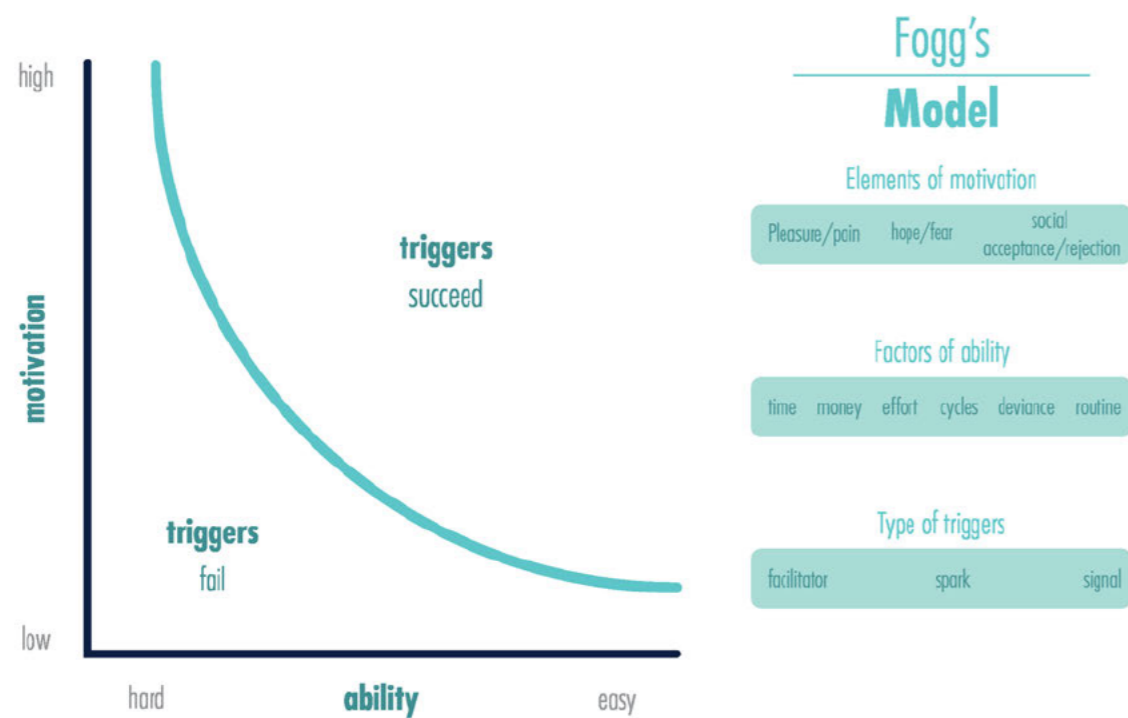 high
motivation
low
hard
ability
easy
triggers
succeed
triggers
fail
Fogg's
Model
Elements of motivation
Pleasure/pain hope/fear social
acceptance/rejection
Factors of ability
time money effort cycles deviance routine
Type of triggers
facilitator spark signal